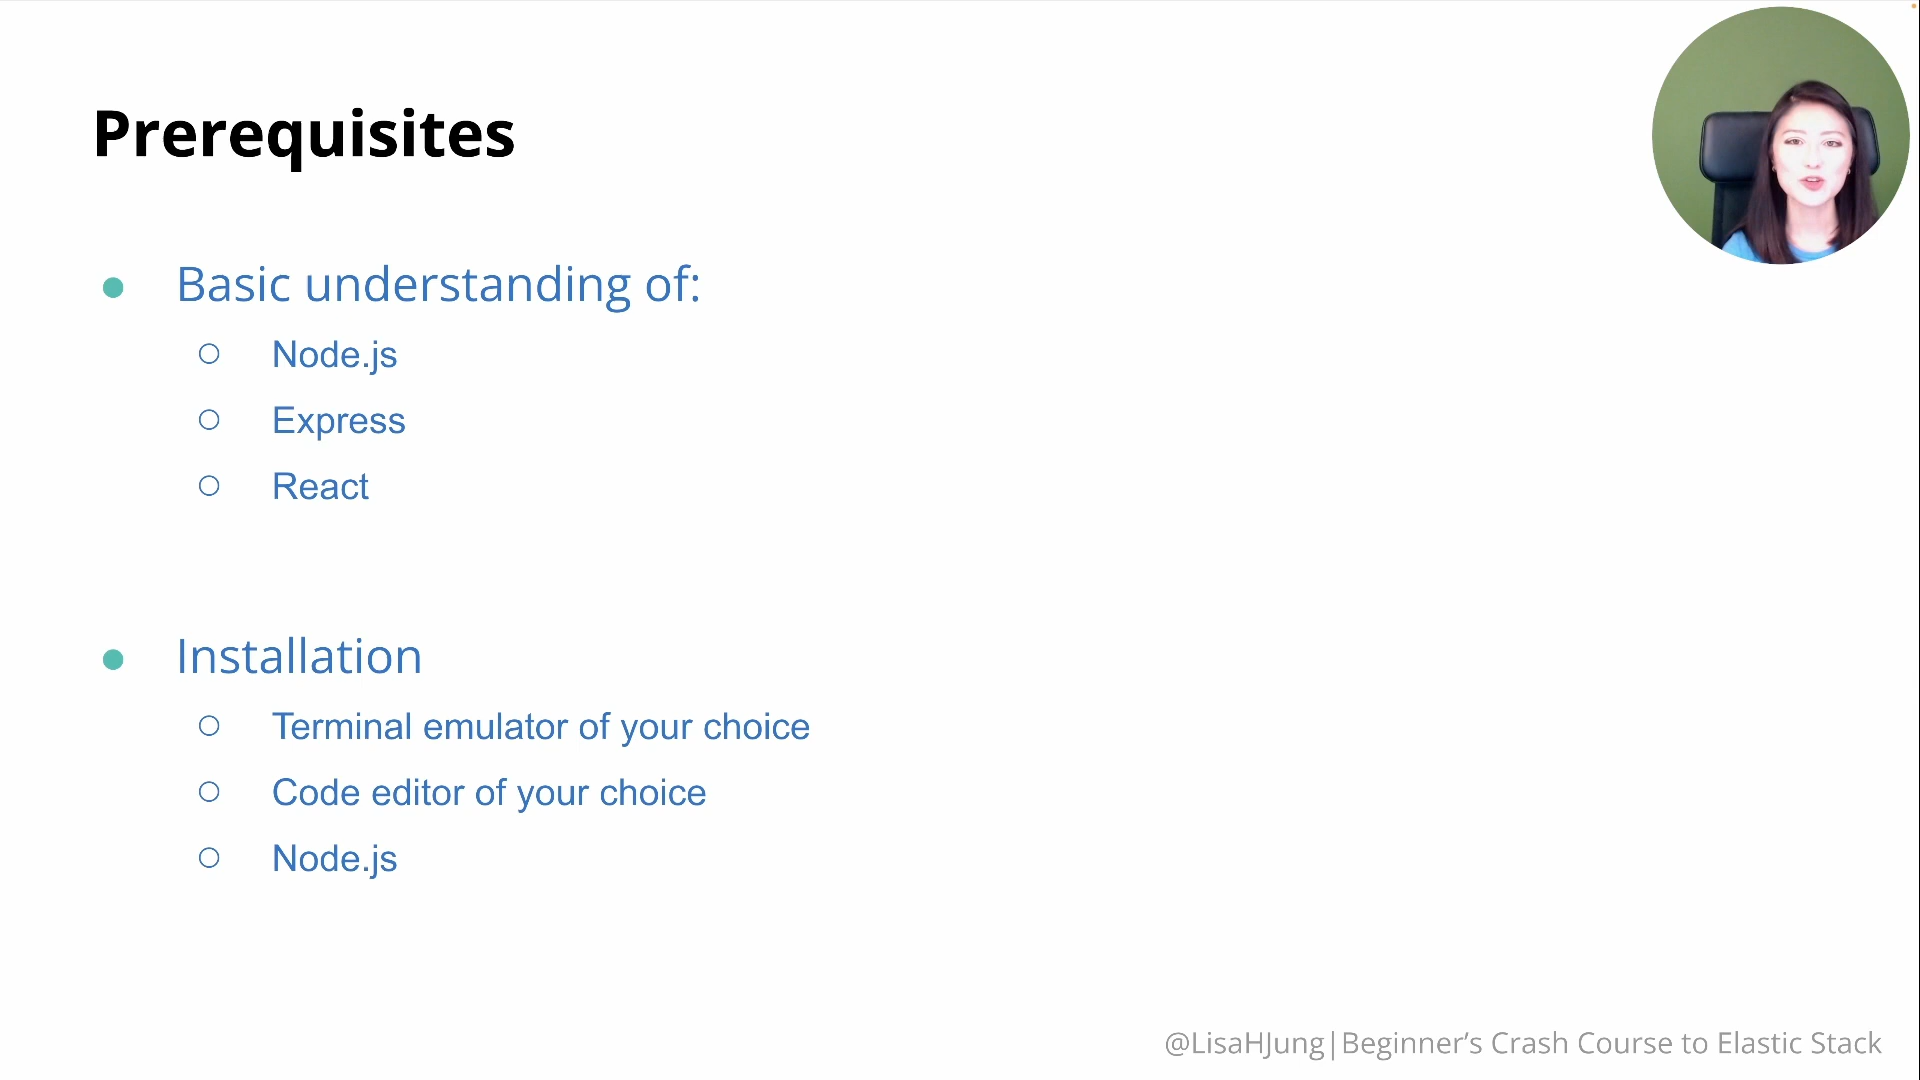 Prerequisites
Basic understanding of:
Node.js
Express
React
Installation
Terminal emulator of your choice
Code editor of your choice
Node.js
@LisaHJung|Beginner’s Crash Course to Elastic Stack